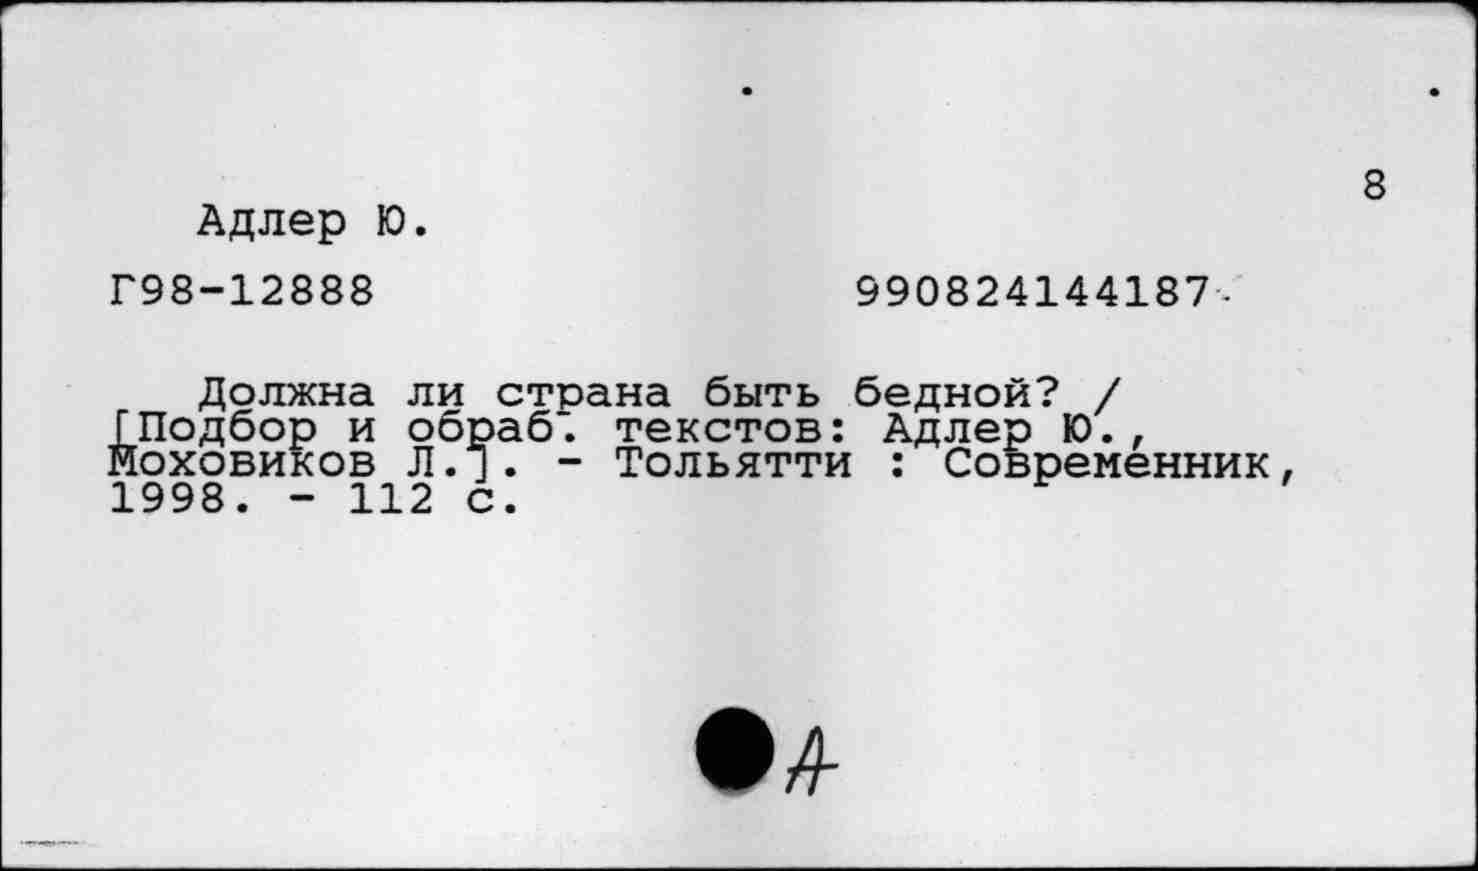 8
Адлер Ю.
Г98-12888 990824144187.
Должна ли страна быть бедной? /
[Подбор и обраб. текстов: Адлер Ю.,
Моховиков Л.]. - Тольятти : Современник,
1998. - 112 с.
А